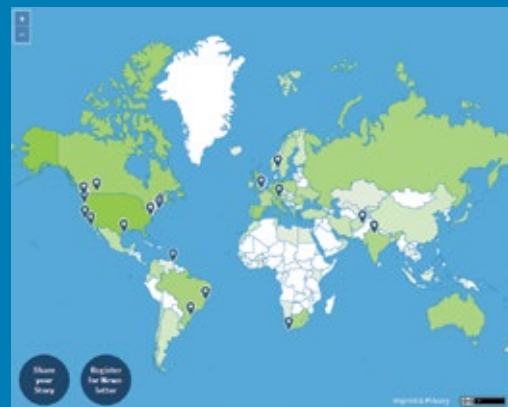 +
−
Share
your
Story
Register
for News
letter
Imprint & Privacy